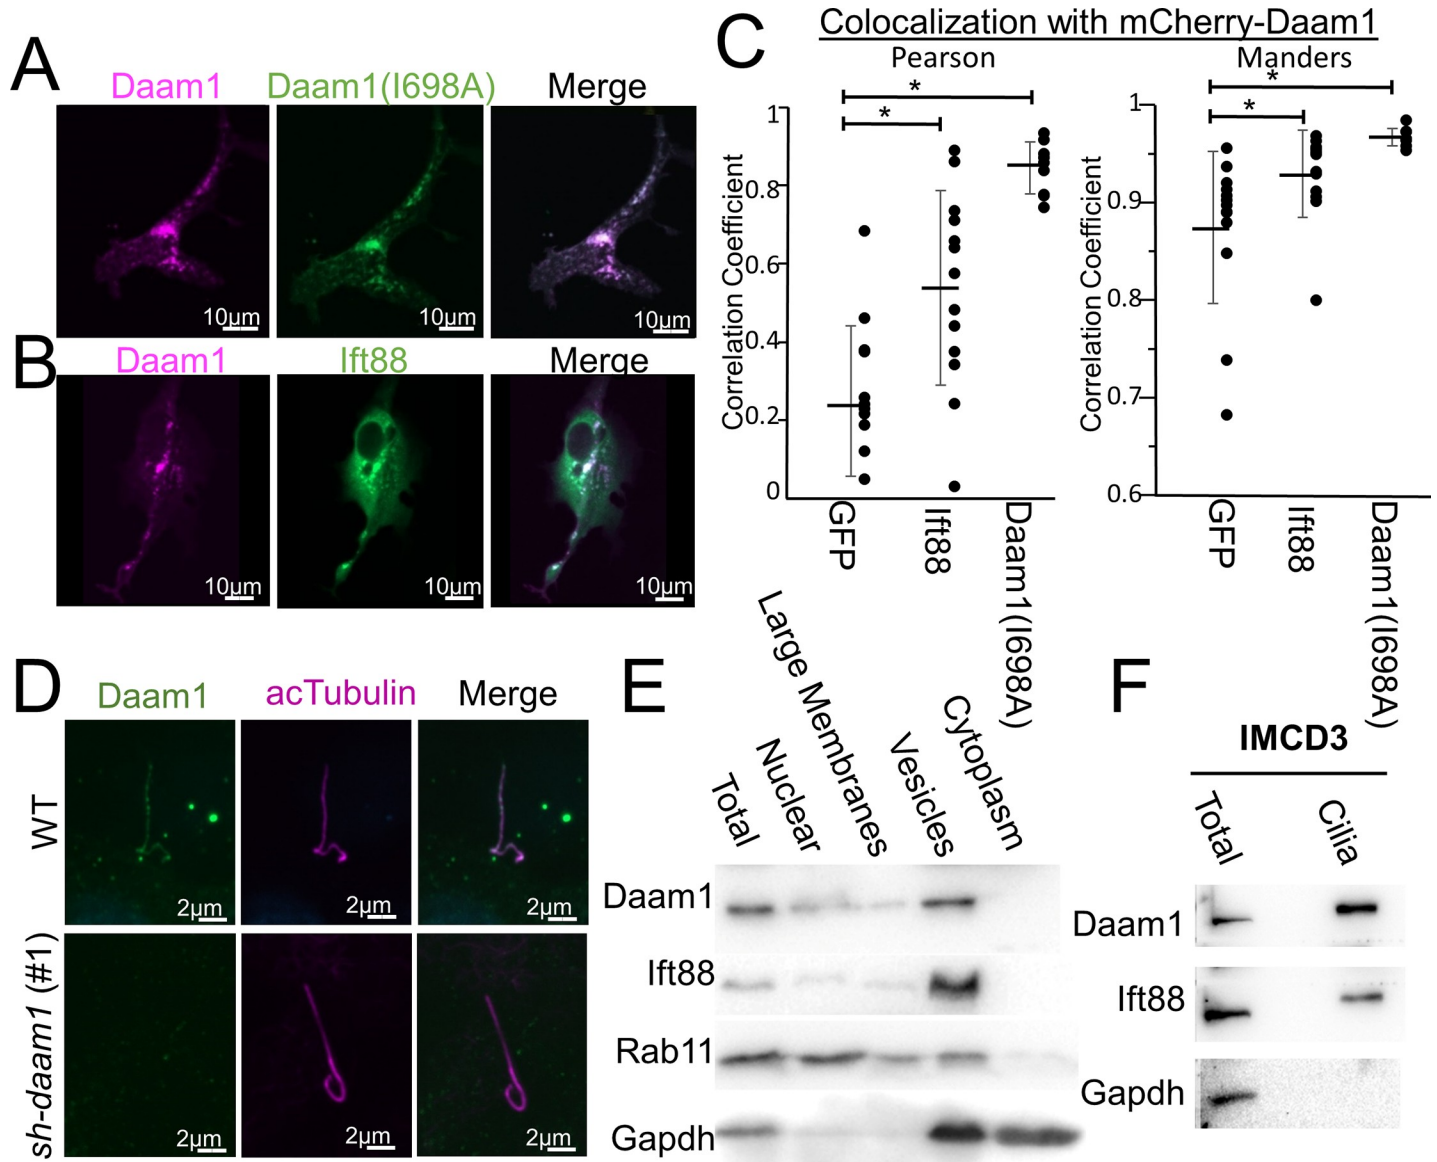 A
Daam1
Daam1(I698A)
Merge
10µm
10µm
10µm
B
Daam1
Ift88
Merge
10µm
10µm
10µm
C
Colocalization with mCherry-Daam1
Pearson
*
*
Correlation Coefficient
1
0.8
0.6
0.4
0.2
0
GFP
Ift88
Daam1(I698A)
Manders
*
*
Correlation Coefficient
1
0.9
0.8
0.7
0.6
GFP
Ift88
Daam1(I698A)
D
Daam1
acTubulin
Merge
WT
2µm
2µm
2µm
sh-daam1 (#1)
2µm
2µm
2µm
E
Total
Nuclear
Large Membranes
Vesicles
Cytoplasm
Daam1
Ift88
Rab11
Gapdh
F
IMCD3
Total
Cilia
Daam1
Ift88
Gapdh